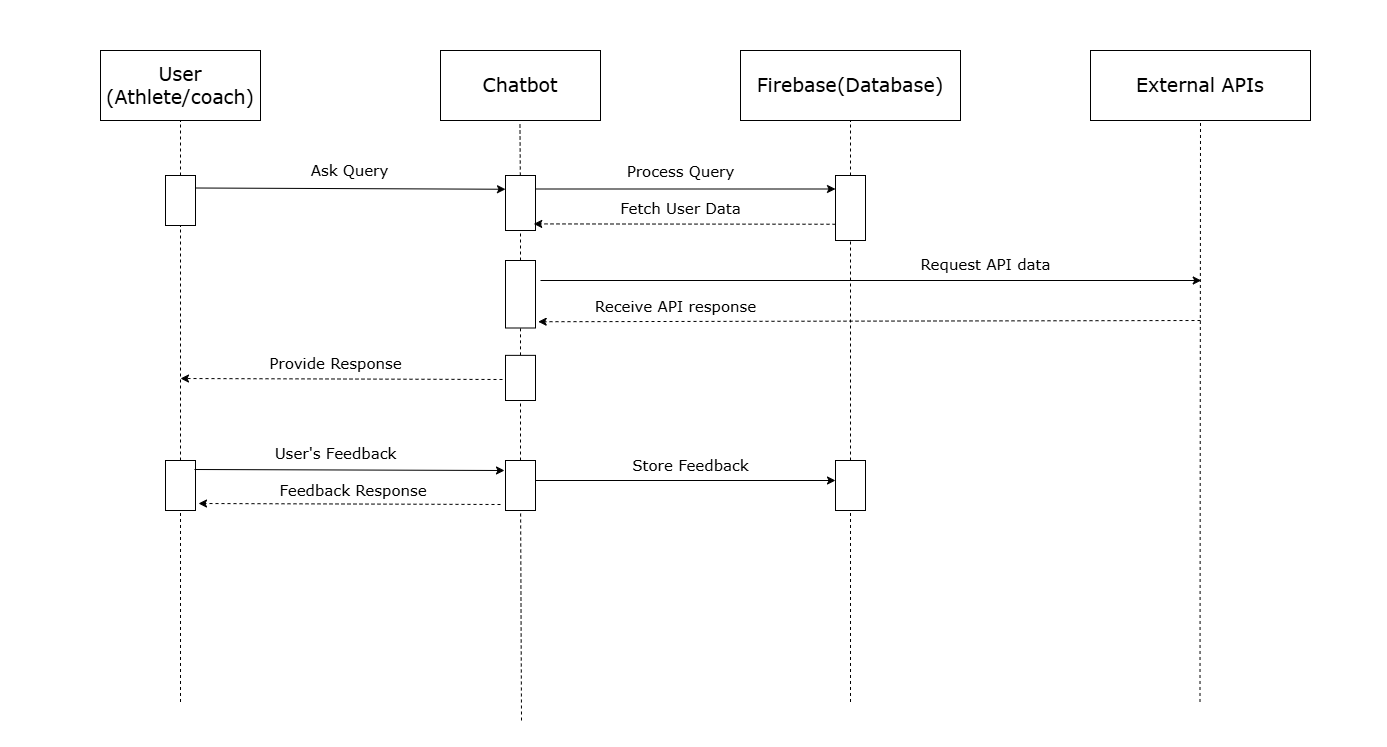 User
(Athlete/coach)
Chatbot
Firebase(Database)
External APIs
Ask Query
Process Query
Fetch User Data
Request API data
Receive API response
Provide Response
User's Feedback
Store Feedback
Feedback Response